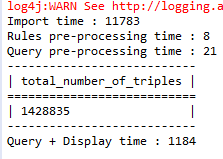 log4j:WARN See http://logging.a
Import time : 11783
Rules pre-processing time : 8
Query pre-processing time : 21
---------------------------
| total_number_of_triples |
===========================
| 1428835                 |
---------------------------
Query + Display time : 1184